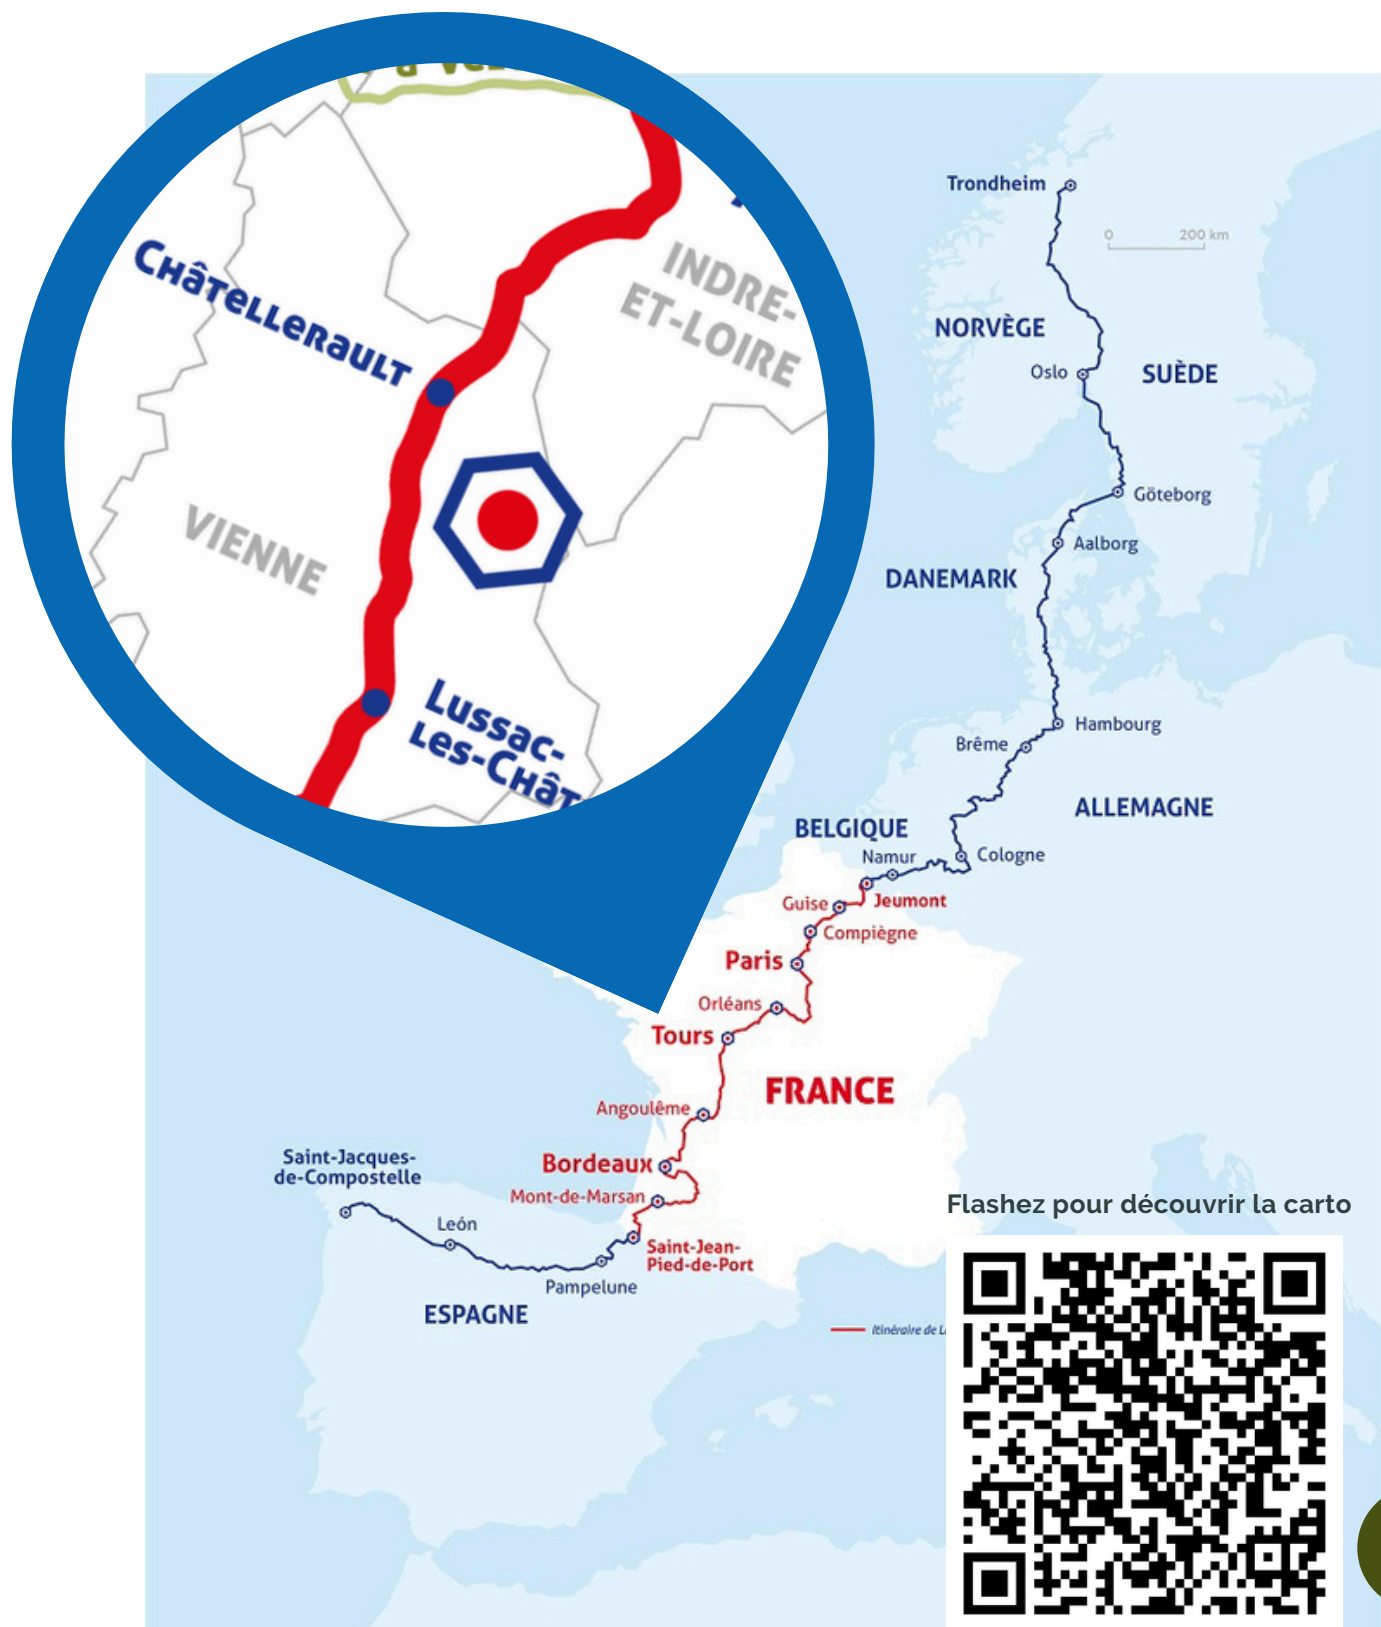 CHÂTELLERAULT
INDRE-
ET-LOIRE
VIENNE
LUSSAC-
LES-CHÂT
Trondheim
0 200 km
NORVÈGE
Oslo
SUÈDE
Göteborg
Aalborg
DANEMARK
Hambourg
Brême
ALLEMAGNE
BELGIQUE
Namur
Cologne
Guise
Jeumont
Compiègne
Paris
Orléans
Tours
FRANCE
Angoulême
Saint-Jacques-
de-Compostelle
Bordeaux
Mont-de-Marsan
León
Saint-Jean-
Pied-de-Port
Pampelune
ESPAGNE
Flashez pour découvrir la carto
Itinéraire de